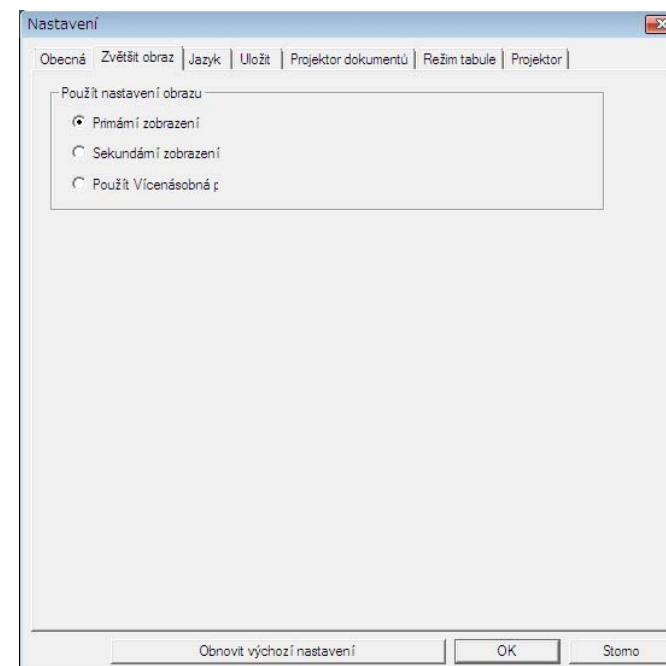 Nastavení
Obecná Zvětšit obraz Jazyk Uložit Projektor dokumentů Režim tabule Projektor
Použít nastavení obrazu
Primární zobrazení
Sekundární zobrazení
Použít Vícenásobná p
Obnovit výchozí nastavení OK Storno